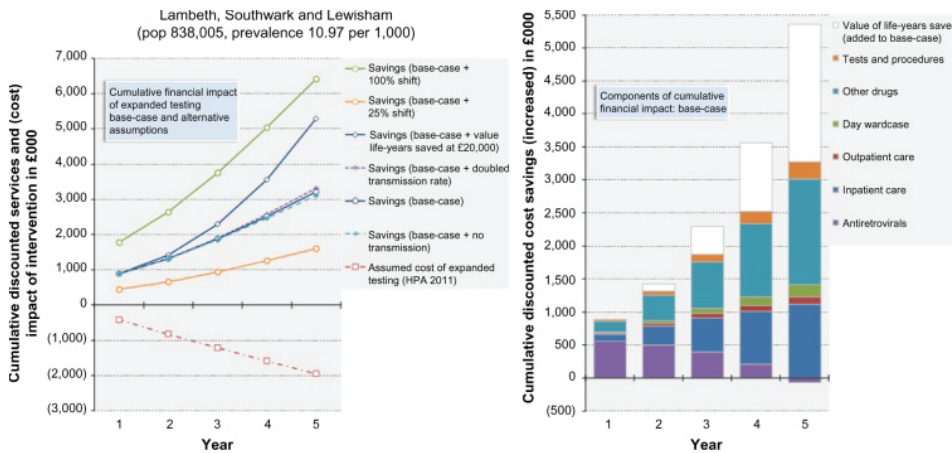 Lambeth, Southwark and Lewisham
(pop 838,005, prevalence 10.97 per 1,000)
Cumulative discounted services and (cost)
impact of intervention in £000
7,000
6,000
5,000
4,000
3,000
2,000
1,000
0
(1,000)
(2,000)
(3,000)
Cumulative financial impact
of expanded testing
base-case and alternative
assumptions
1 2 3 4 5
Year
Savings (base-case +
100% shift)
Savings (base-case +
25% shift)
Savings (base-case + value
life-years saved at £20,000)
Savings (base-case + doubled
transmission rate)
Savings (base-case)
Savings (base-case + no
transmission)
Assumed cost of expanded
testing (HPA 2011)
Cumulative discounted cost savings (increased) in £000
5,500
5,000
4,500
4,000
3,500
3,000
2,500
2,000
1,500
1,000
500
0
(500)
Components of cumulative
financial impact: base-case
1 2 3 4 5
Year
Value of life-years save
(added to base-case)
Tests and procedures
Other drugs
Day wardcase
Outpatient care
Inpatient care
Antiretrovirals